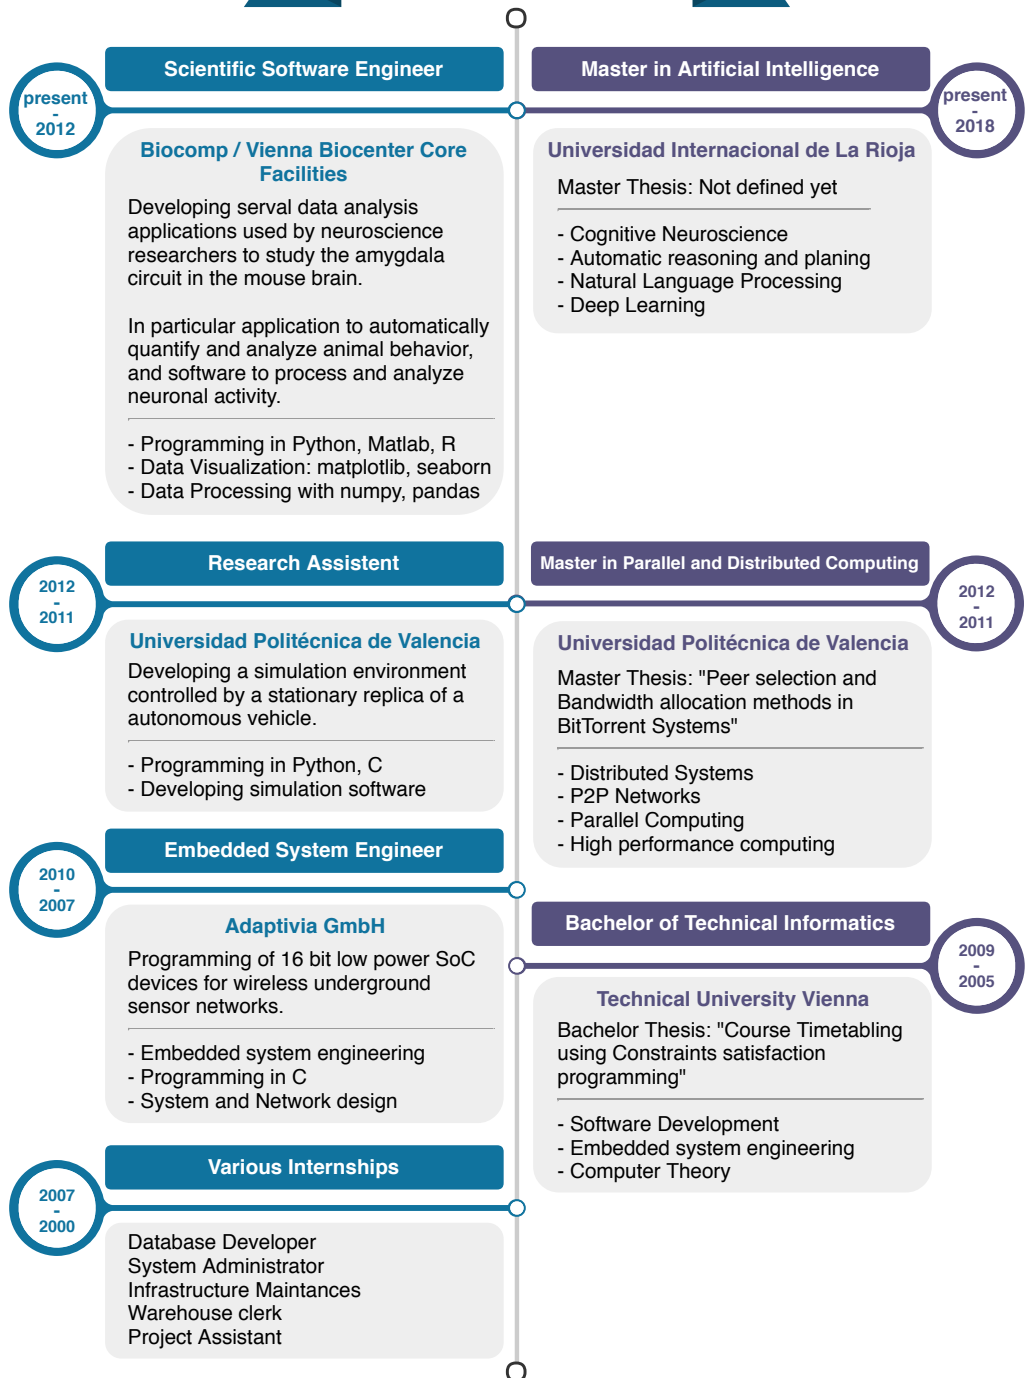 Scientific Software Engineer
present
-
2012
Biocomp / Vienna Biocenter Core
Facilities
Developing serval data analysis
applications used by neuroscience
researchers to study the amygdala
circuit in the mouse brain.
In particular application to automatically
quantify and analyze animal behavior,
and software to process and analyze
neuronal activity.
- Programming in Python, Matlab, R
- Data Visualization: matplotlib, seaborn
- Data Processing with numpy, pandas
Research Assistent
2012
-
2011
Universidad Politécnica de Valencia
Developing a simulation environment
controlled by a stationary replica of a
autonomous vehicle.
- Programming in Python, C
- Developing simulation software
Embedded System Engineer
2010
-
2007
Adaptivia GmbH
Programming of 16 bit low power SoC
devices for wireless underground
sensor networks.
- Embedded system engineering
- Programming in C
- System and Network design
Various Internships
2007
-
2000
Database Developer
System Administrator
Infrastructure Maintances
Warehouse clerk
Project Assistant
Master in Artificial Intelligence
present
-
2018
Universidad Internacional de La Rioja
Master Thesis: Not defined yet
- Cognitive Neuroscience
- Automatic reasoning and planing
- Natural Language Processing
- Deep Learning
Master in Parallel and Distributed Computing
2012
-
2011
Universidad Politécnica de Valencia
Master Thesis: "Peer selection and
Bandwidth allocation methods in
BitTorrent Systems"
- Distributed Systems
- P2P Networks
- Parallel Computing
- High performance computing
Bachelor of Technical Informatics
2009
-
2005
Technical University Vienna
Bachelor Thesis: "Course Timetabling
using Constraints satisfaction
programming"
- Software Development
- Embedded system engineering
- Computer Theory